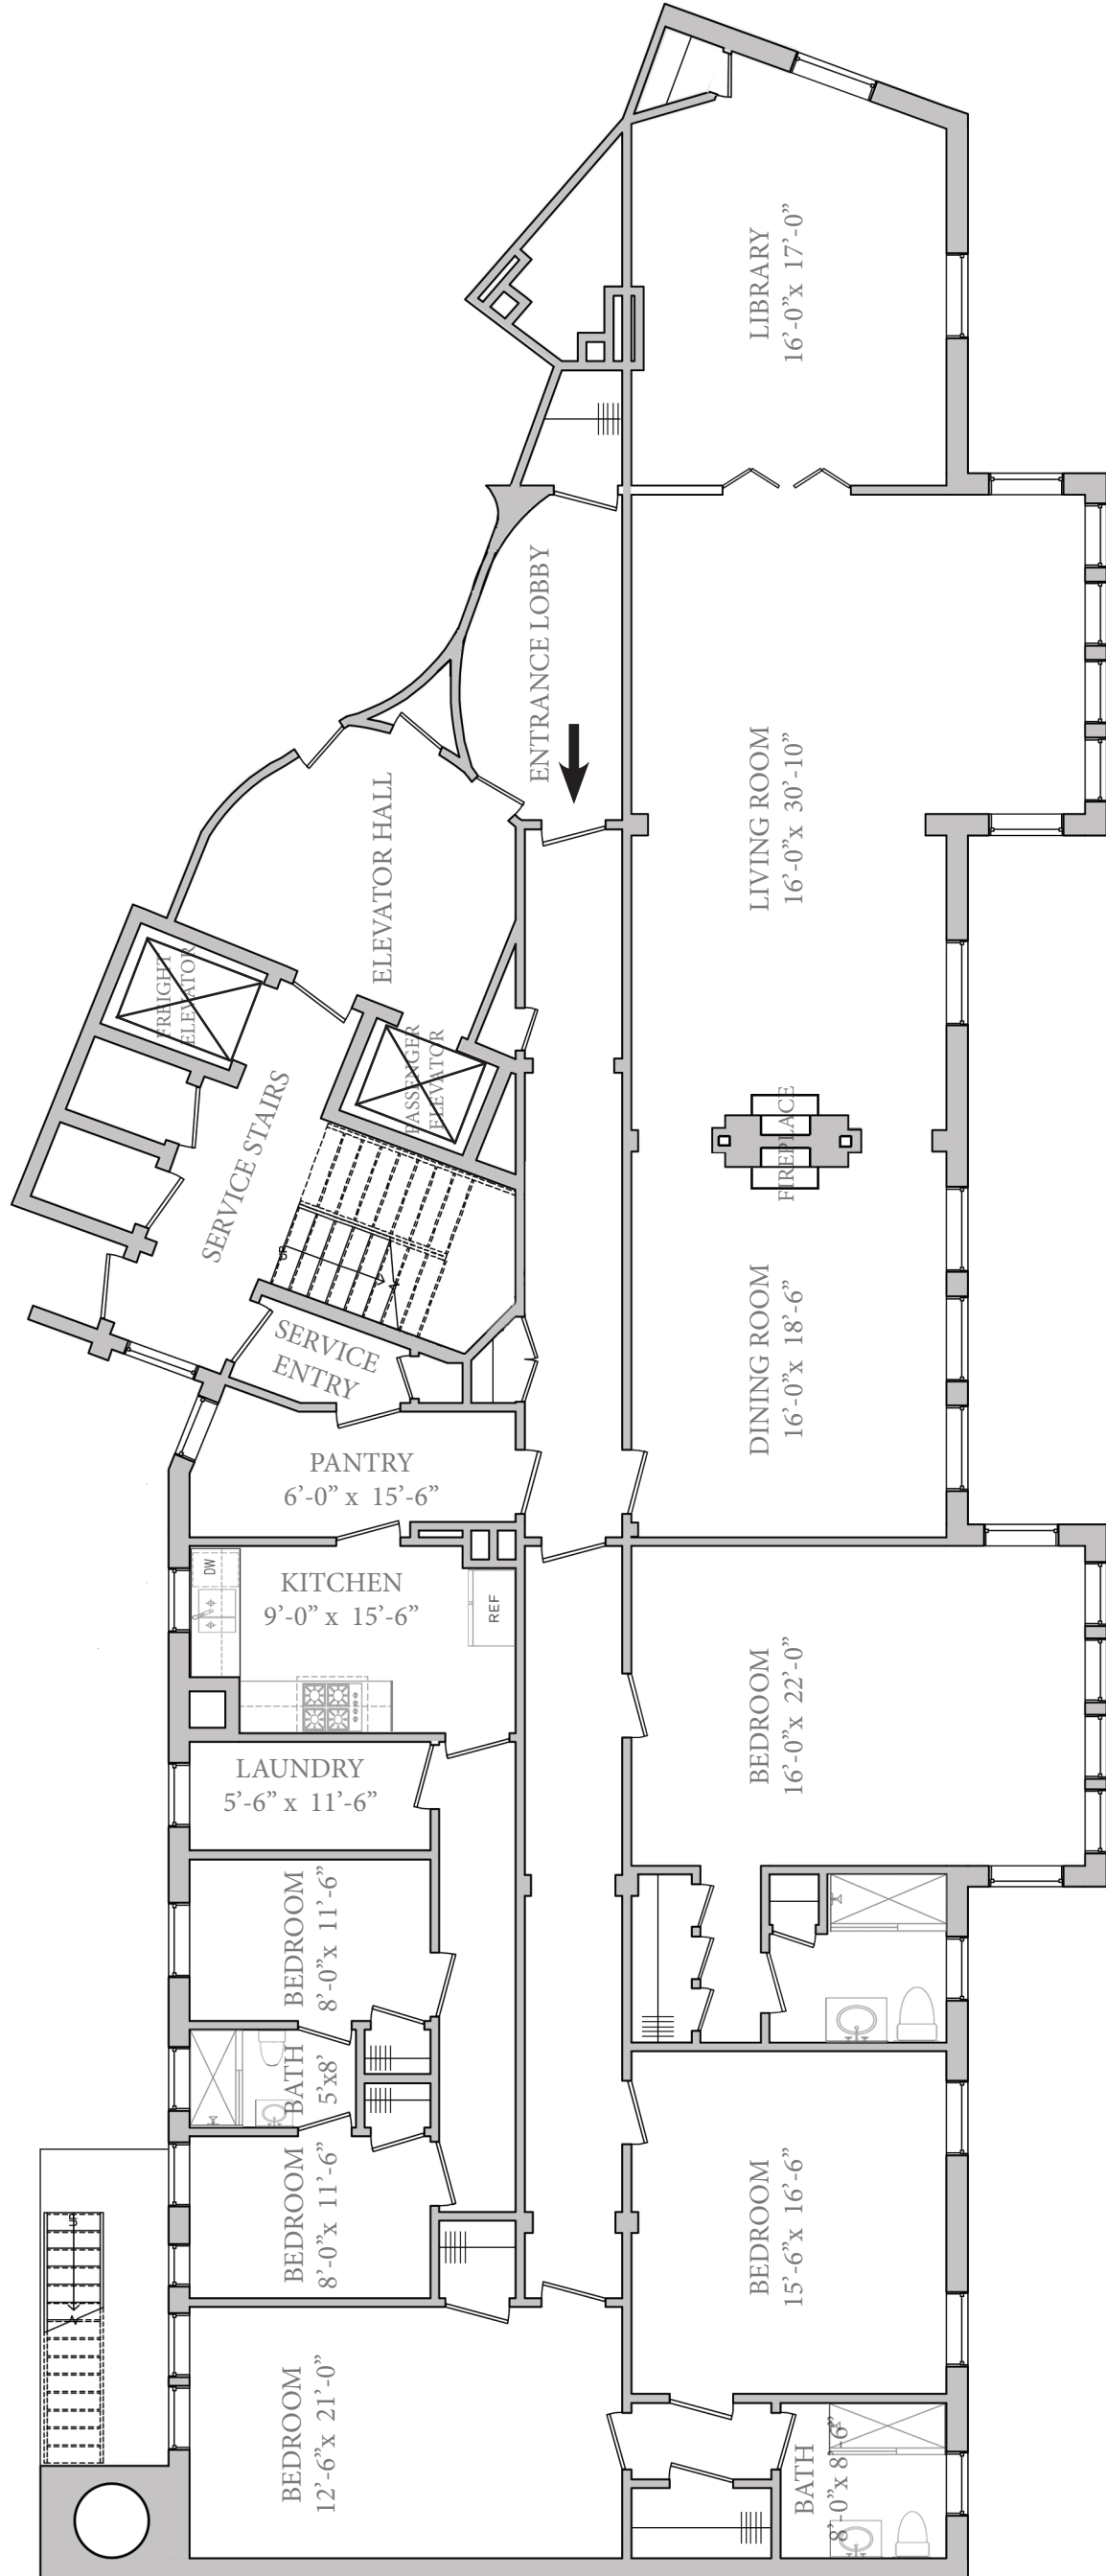 LIBRARY
16’-0”x 17’-0”
ENTRANCE LOBBY
LIVING ROOM
16’-0”x 30’-10”
ELEVATOR HALL
FREIGHT
ELEVATOR
PASSENGER
ELEVATOR
SERVICE STAIRS
FIREPLACE
UP
SERVICE
ENTRY
DINING ROOM
16’-0”x 18’-6”
PANTRY
6’-0” x 15’-6”
DW
KITCHEN
9’-0” x 15’-6”
REF
BEDROOM
16’-0”x 22’-0”
LAUNDRY
5’-6” x 11’-6”
BEDROOM
8’-0”x 11’-6”
BATH
5’x8’
BEDROOM
8’-0”x 11’-6”
BEDROOM
15’-6”x 16’-6”
UP
BEDROOM
12’-6”x 21’-0”
BATH
8’-0”x 8’-6”